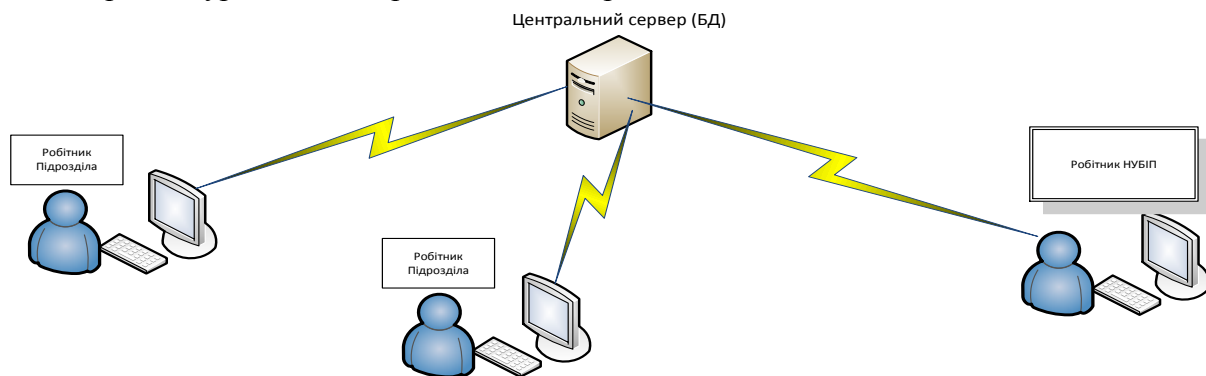 Центральний сервер (БД)
Робітник
Підрозділа
Робітник НУБІП
Робітник
Підрозділа